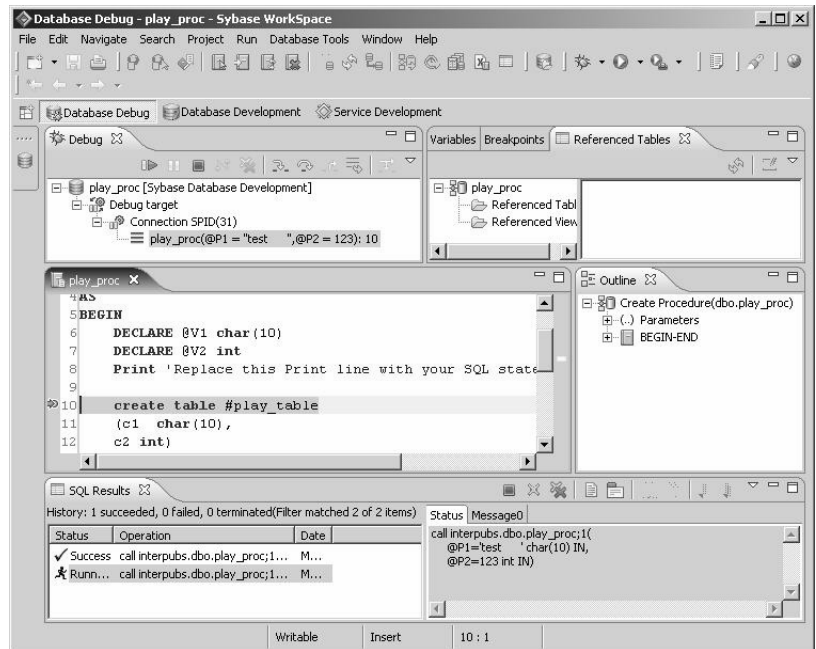 Database Debug - play_proc - Sybase WorkSpace
File Edit Navigate Search Project Run Database Tools Window Help
Database Debug Database Development Service Development
Debug
Variables Breakpoints Referenced Tables
play_proc [Sybase Database Development]
Debug target
Connection SPID(31)
play_proc(@P1 = "test ",@P2 = 123): 10
play_proc
Referenced Tabl
Referenced View
play_proc
Outline
4 AS
5 BEGIN
6 DECLARE @V1 char(10)
7 DECLARE @V2 int
8 Print 'Replace this Print line with your SQL state
9
10 create table #play_table
11 (c1 char(10),
12 c2 int)
Create Procedure(dbo.play_proc)
(..) Parameters
BEGIN-END
SQL Results
History: 1 succeeded, 0 failed, 0 terminated(Filter matched 2 of 2 items)
Status Operation Date
Success call interpubs.dbo.play_proc;1... M...
Runn... call interpubs.dbo.play_proc;1... M...
Status Message0
call interpubs.dbo.play_proc;1(
@P1='test ' char(10) IN,
@P2=123 int IN)
Writable Insert 10 : 1